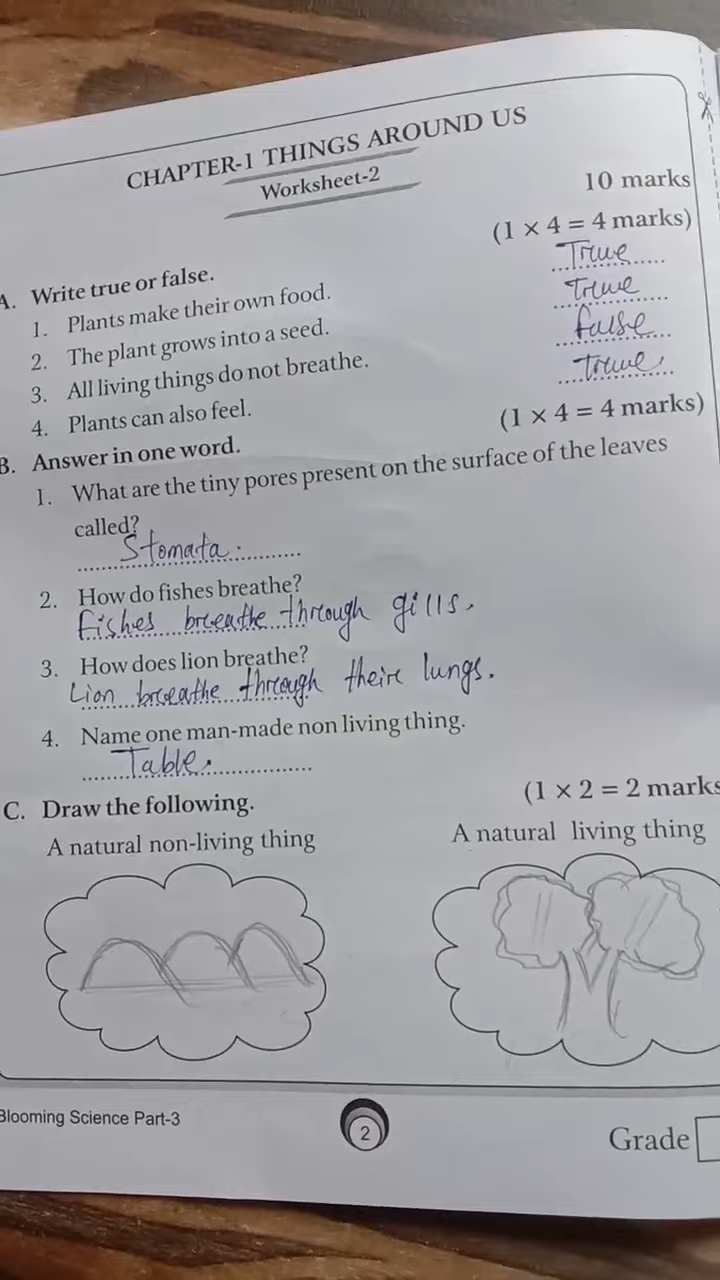 CHAPTER-1 THINGS AROUND US
Worksheet-2
10 marks
A. Write true or false.
(1 × 4 = 4 marks)
1. Plants make their own food.
True
2. The plant grows into a seed.
true
3. All living things do not breathe.
false
4. Plants can also feel.
true.
B. Answer in one word.
(1 × 4 = 4 marks)
1. What are the tiny pores present on the surface of the leaves
called?
Stomata.
2. How do fishes breathe?
Fishes breathe through gills.
3. How does lion breathe?
Lion breathe through their lungs.
4. Name one man-made non living thing.
Table.
C. Draw the following.
(1 × 2 = 2 marks
A natural non-living thing
A natural living thing
Blooming Science Part-3
2
Grade